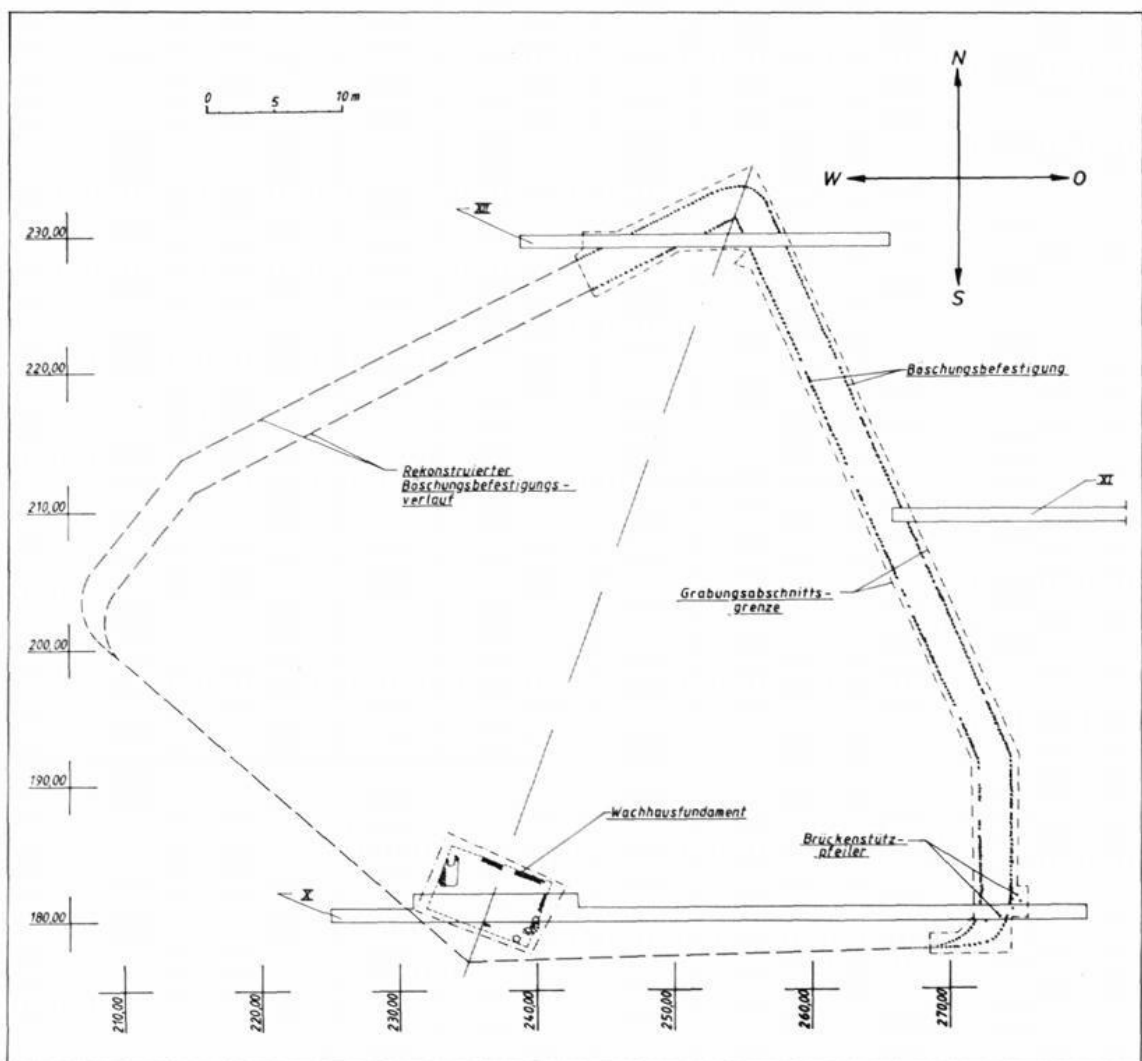 0 5 10 m
N
W O
S
XII
230,00
220,00
Böschungsbefestigung
Rekonstruierter
Böschungsbefestigungs-
verlauf
XI
210,00
Grabungsabschnitts-
grenze
200,00
190,00
Wachhausfundament
Brückenstütz-
pfeiler
X
180,00
210,00
220,00
230,00
240,00
250,00
260,00
270,00